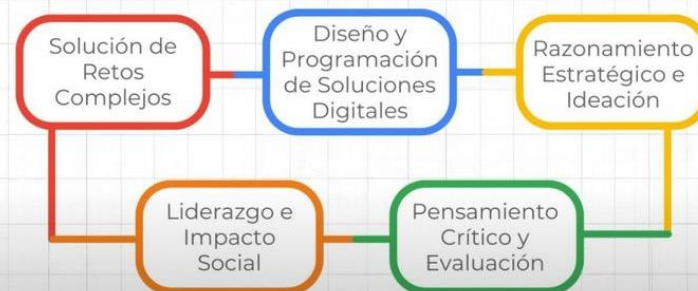 Solución de
Retos
Complejos
Diseño y
Programación
de Soluciones
Digitales
Razonamiento
Estratégico e
Ideación
Liderazgo e
Impacto
Social
Pensamiento
Crítico y
Evaluación